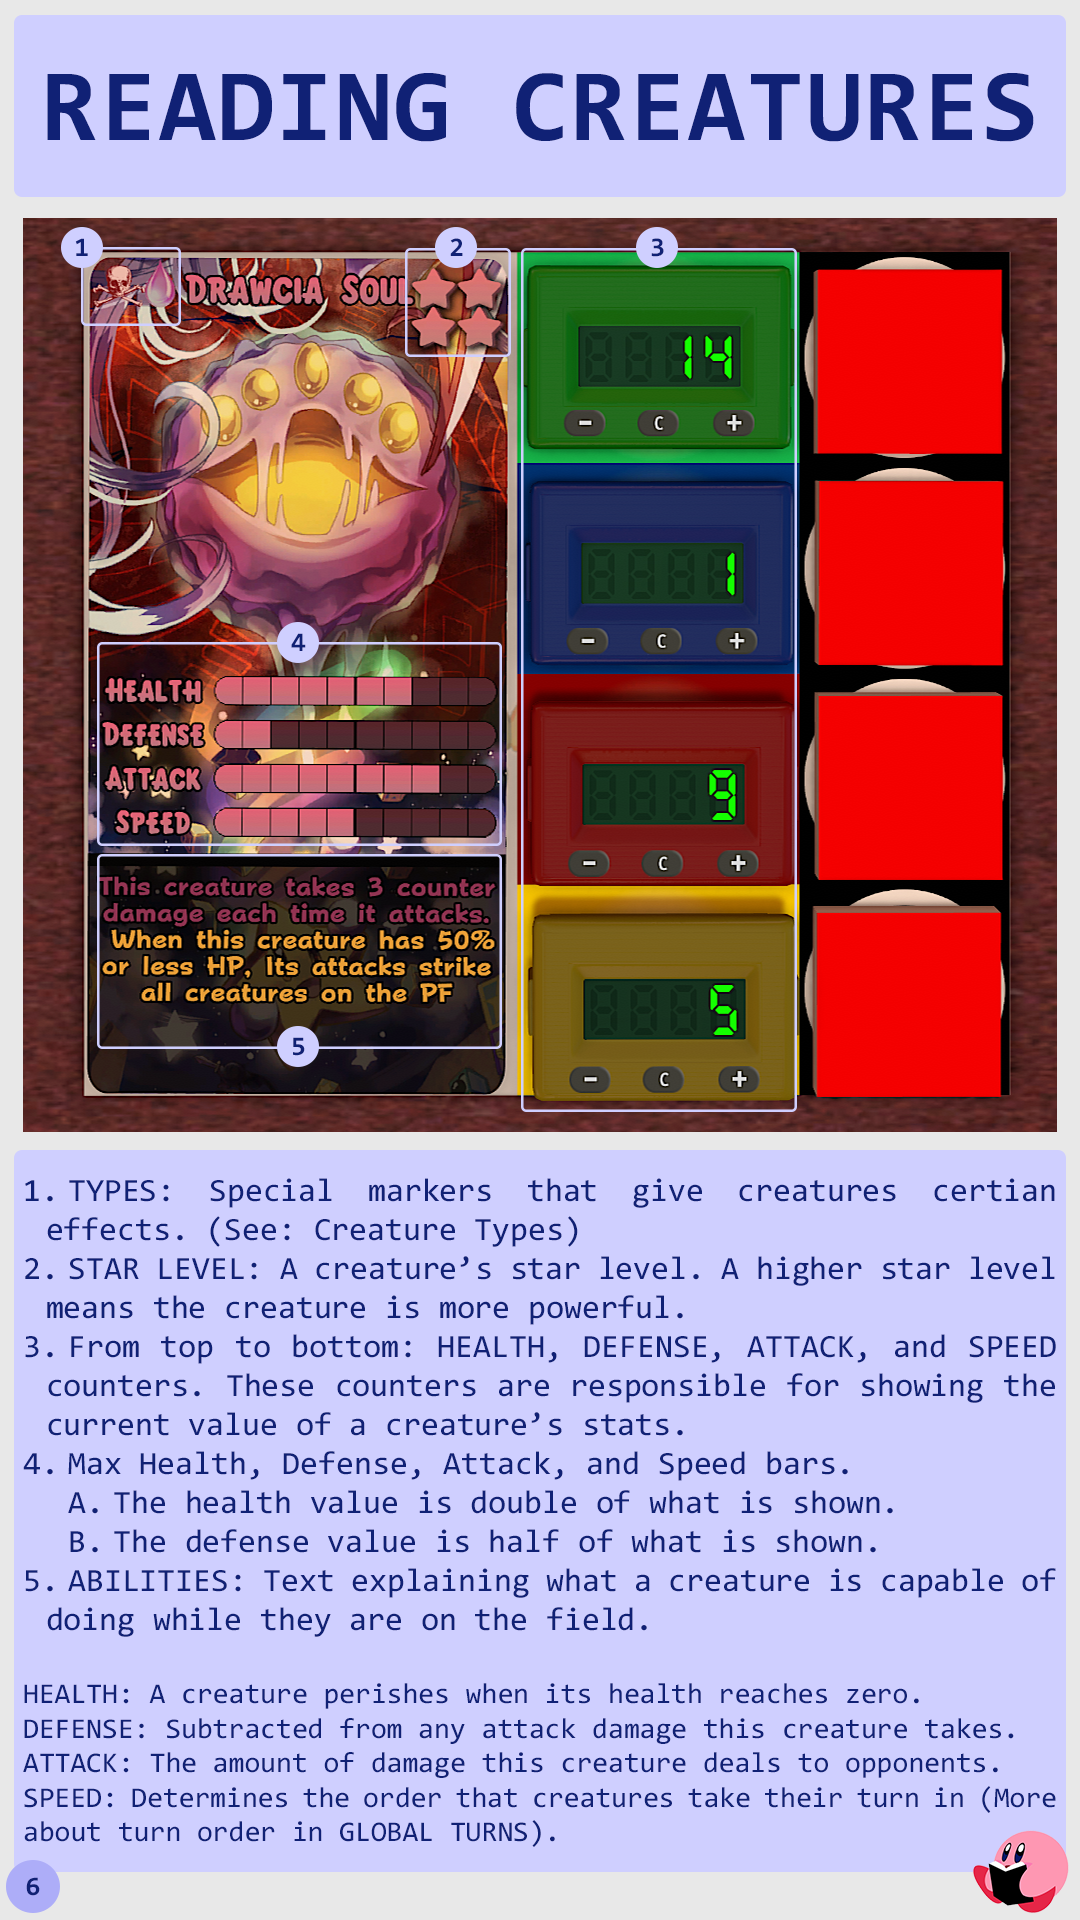 READING CREATURES
1
2
3
DRAWCIA SOUL
14
- C +
1
- C +
4
HEALTH
DEFENSE
ATTACK
SPEED
9
- C +
This creature takes 3 counter
damage each time it attacks.
When this creature has 50%
or less HP, Its attacks strike
all creatures on the PF
5
5
- C +
1. TYPES: Special markers that give creatures certian
effects. (See: Creature Types)
2. STAR LEVEL: A creature’s star level. A higher star level
means the creature is more powerful.
3. From top to bottom: HEALTH, DEFENSE, ATTACK, and SPEED
counters. These counters are responsible for showing the
current value of a creature’s stats.
4. Max Health, Defense, Attack, and Speed bars.
A. The health value is double of what is shown.
B. The defense value is half of what is shown.
5. ABILITIES: Text explaining what a creature is capable of
doing while they are on the field.
HEALTH: A creature perishes when its health reaches zero.
DEFENSE: Subtracted from any attack damage this creature takes.
ATTACK: The amount of damage this creature deals to opponents.
SPEED: Determines the order that creatures take their turn in (More
about turn order in GLOBAL TURNS).
6